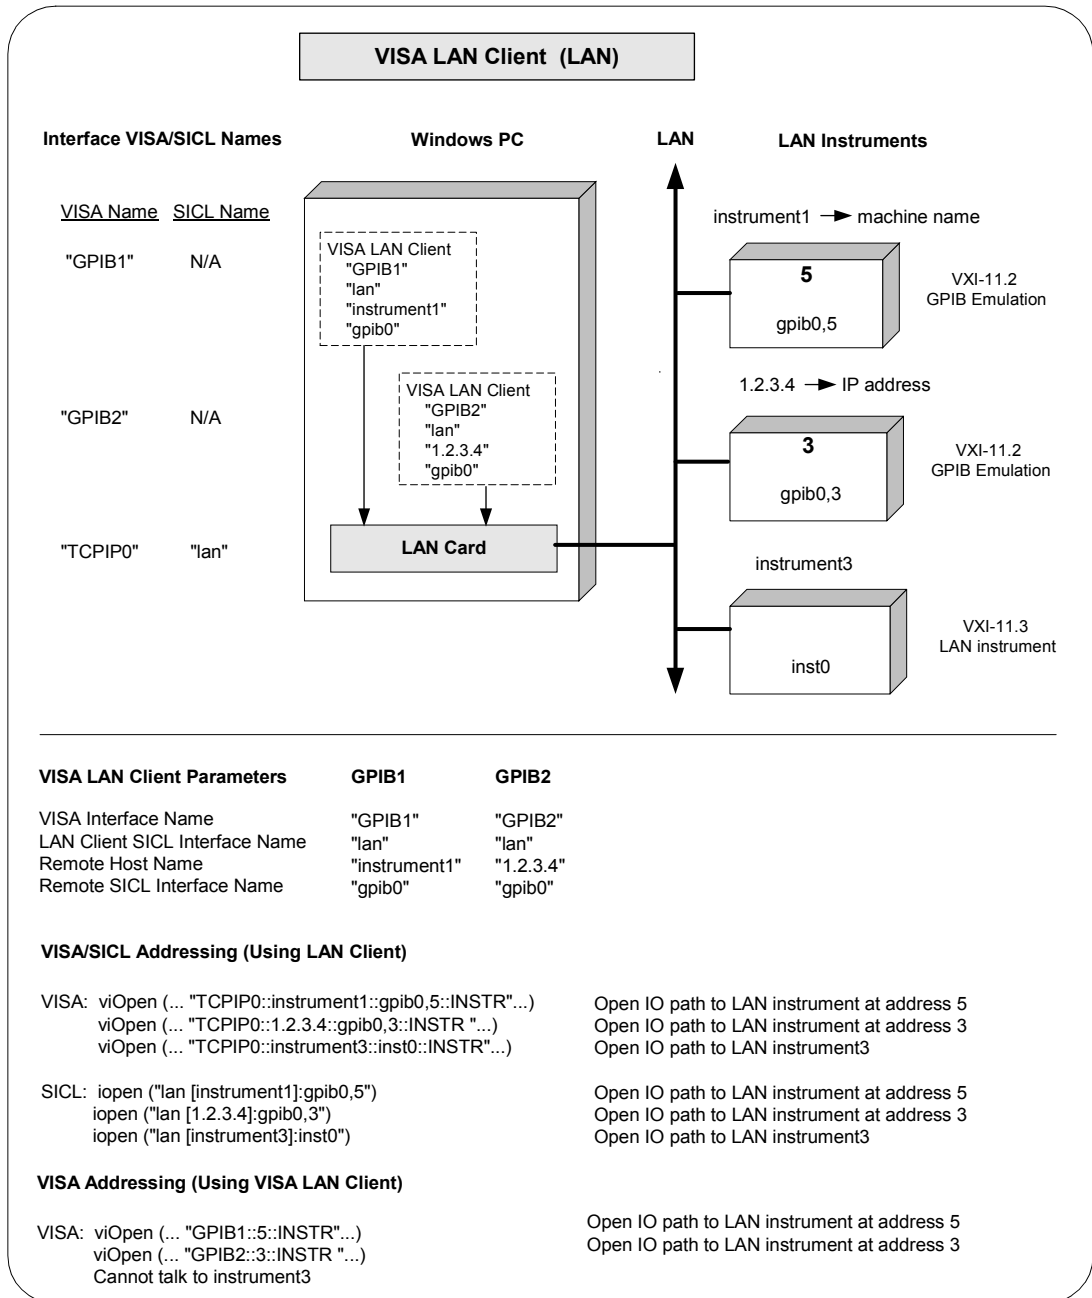 VISA LAN Client (LAN)
Interface VISA/SICL Names
Windows PC
LAN
LAN Instruments
VISA Name SICL Name
"GPIB1" N/A
"GPIB2" N/A
"TCPIP0" "lan"
VISA LAN Client
"GPIB1"
"lan"
"instrument1"
"gpib0"
VISA LAN Client
"GPIB2"
"lan"
"1.2.3.4"
"gpib0"
LAN Card
instrument1 → machine name
5
gpib0,5
VXI-11.2
GPIB Emulation
1.2.3.4 → IP address
3
gpib0,3
VXI-11.2
GPIB Emulation
instrument3
inst0
VXI-11.3
LAN instrument
VISA LAN Client Parameters GPIB1 GPIB2
VISA Interface Name "GPIB1" "GPIB2"
LAN Client SICL Interface Name "lan" "lan"
Remote Host Name "instrument1" "1.2.3.4"
Remote SICL Interface Name "gpib0" "gpib0"
VISA/SICL Addressing (Using LAN Client)
VISA: viOpen (... "TCPIP0::instrument1::gpib0,5::INSTR"...) Open IO path to LAN instrument at address 5
viOpen (... "TCPIP0::1.2.3.4::gpib0,3::INSTR "...) Open IO path to LAN instrument at address 3
viOpen (... "TCPIP0::instrument3::inst0::INSTR"...) Open IO path to LAN instrument3
SICL: iopen ("lan [instrument1]:gpib0,5") Open IO path to LAN instrument at address 5
iopen ("lan [1.2.3.4]:gpib0,3") Open IO path to LAN instrument at address 3
iopen ("lan [instrument3]:inst0") Open IO path to LAN instrument3
VISA Addressing (Using VISA LAN Client)
VISA: viOpen (... "GPIB1::5::INSTR"...) Open IO path to LAN instrument at address 5
viOpen (... "GPIB2::3::INSTR "...) Open IO path to LAN instrument at address 3
Cannot talk to instrument3